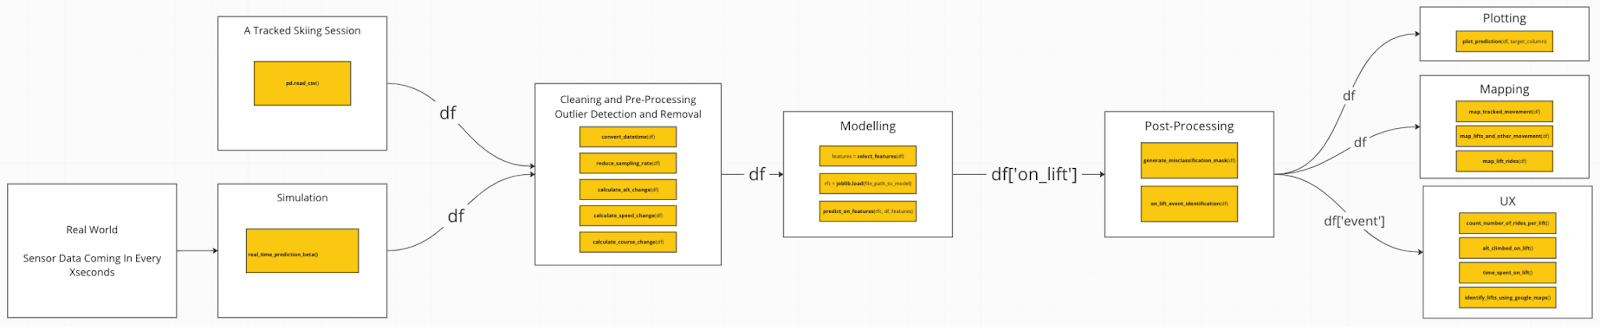 A Tracked Skiing Session
pd.read_csv()
df
Real World
Sensor Data Coming In Every
Xseconds
Simulation
real_time_prediction_beta()
df
Cleaning and Pre-Processing
Outlier Detection and Removal
convert_datetime(df)
reduce_sampling_rate(df)
calculate_alt_change(df)
calculate_speed_change(df)
calculate_course_change(df)
df
Modelling
features = select_features(df)
rfc = joblib.load(file_path_to_model)
predict_on_features(rfc, df, features)
df['on_lift']
Post-Processing
generate_misclassification_mask(df)
on_lift_event_identification(df)
df
df
df['event']
Plotting
plot_prediction(df, target_column)
Mapping
map_tracked_movement(df)
map_lifts_and_other_movement(df)
map_lift_rides(df)
UX
count_number_of_rides_per_lift()
alt_climbed_on_lift()
time_spent_on_lift()
identify_lifts_using_google_maps()